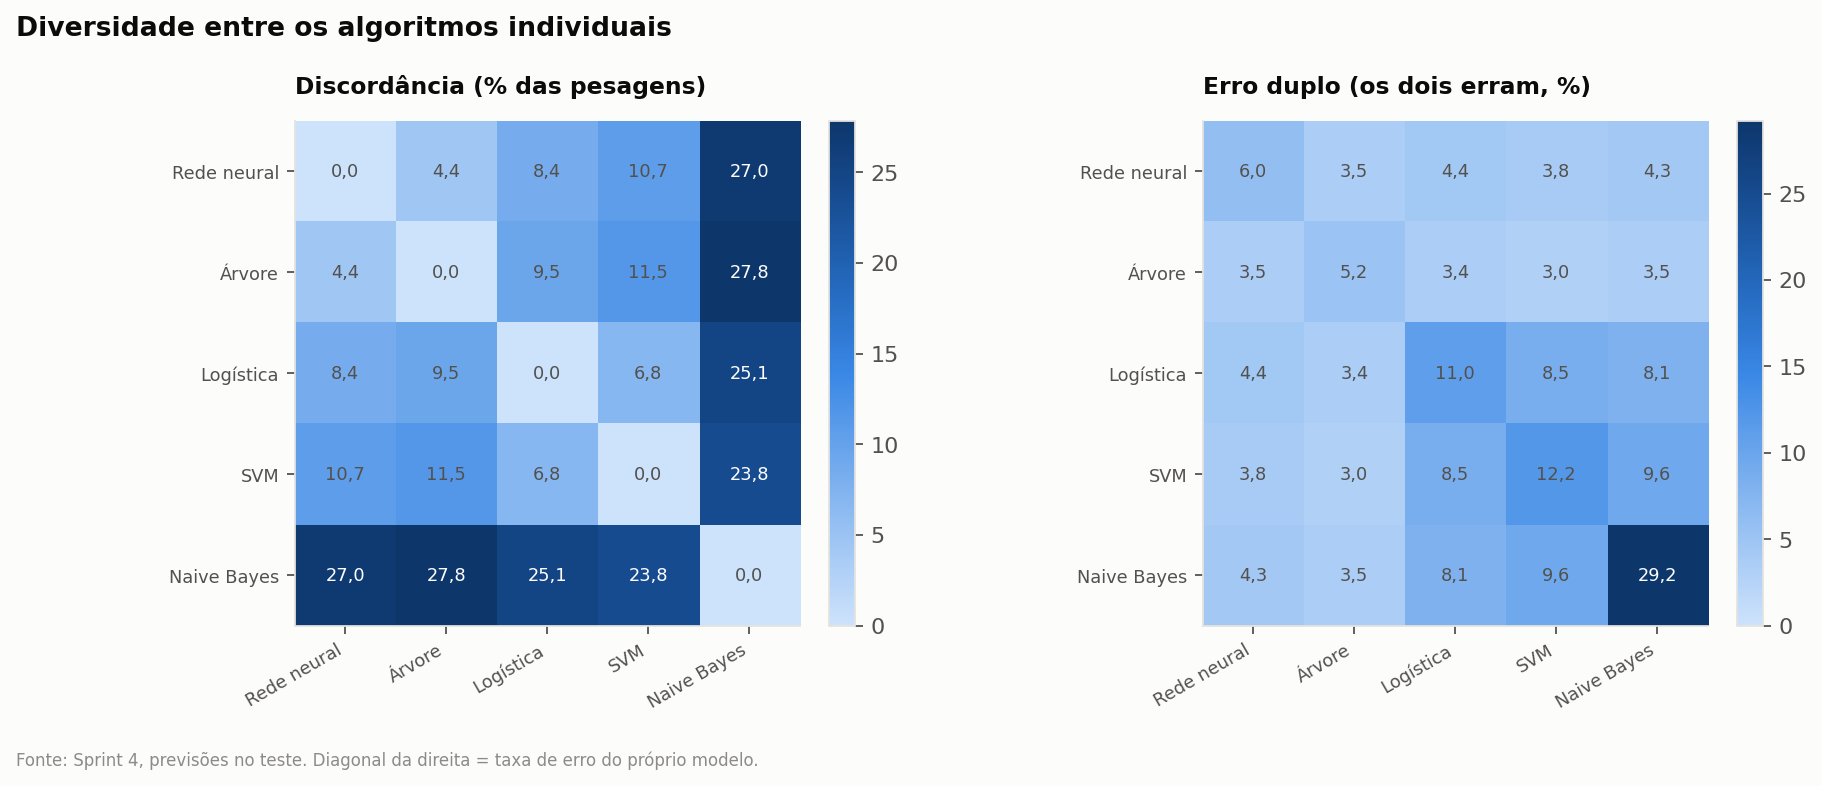 Diversidade entre os algoritmos individuais
Discordância (% das pesagens)
Rede neural 0,0 4,4 8,4 10,7 27,0
Árvore 4,4 0,0 9,5 11,5 27,8
Logística 8,4 9,5 0,0 6,8 25,1
SVM 10,7 11,5 6,8 0,0 23,8
Naive Bayes 27,0 27,8 25,1 23,8 0,0
Rede neural Árvore Logística SVM Naive Bayes
25
20
15
10
5
0
Erro duplo (os dois erram, %)
Rede neural 6,0 3,5 4,4 3,8 4,3
Árvore 3,5 5,2 3,4 3,0 3,5
Logística 4,4 3,4 11,0 8,5 8,1
SVM 3,8 3,0 8,5 12,2 9,6
Naive Bayes 4,3 3,5 8,1 9,6 29,2
Rede neural Árvore Logística SVM Naive Bayes
25
20
15
10
5
0
Fonte: Sprint 4, previsões no teste. Diagonal da direita = taxa de erro do próprio modelo.